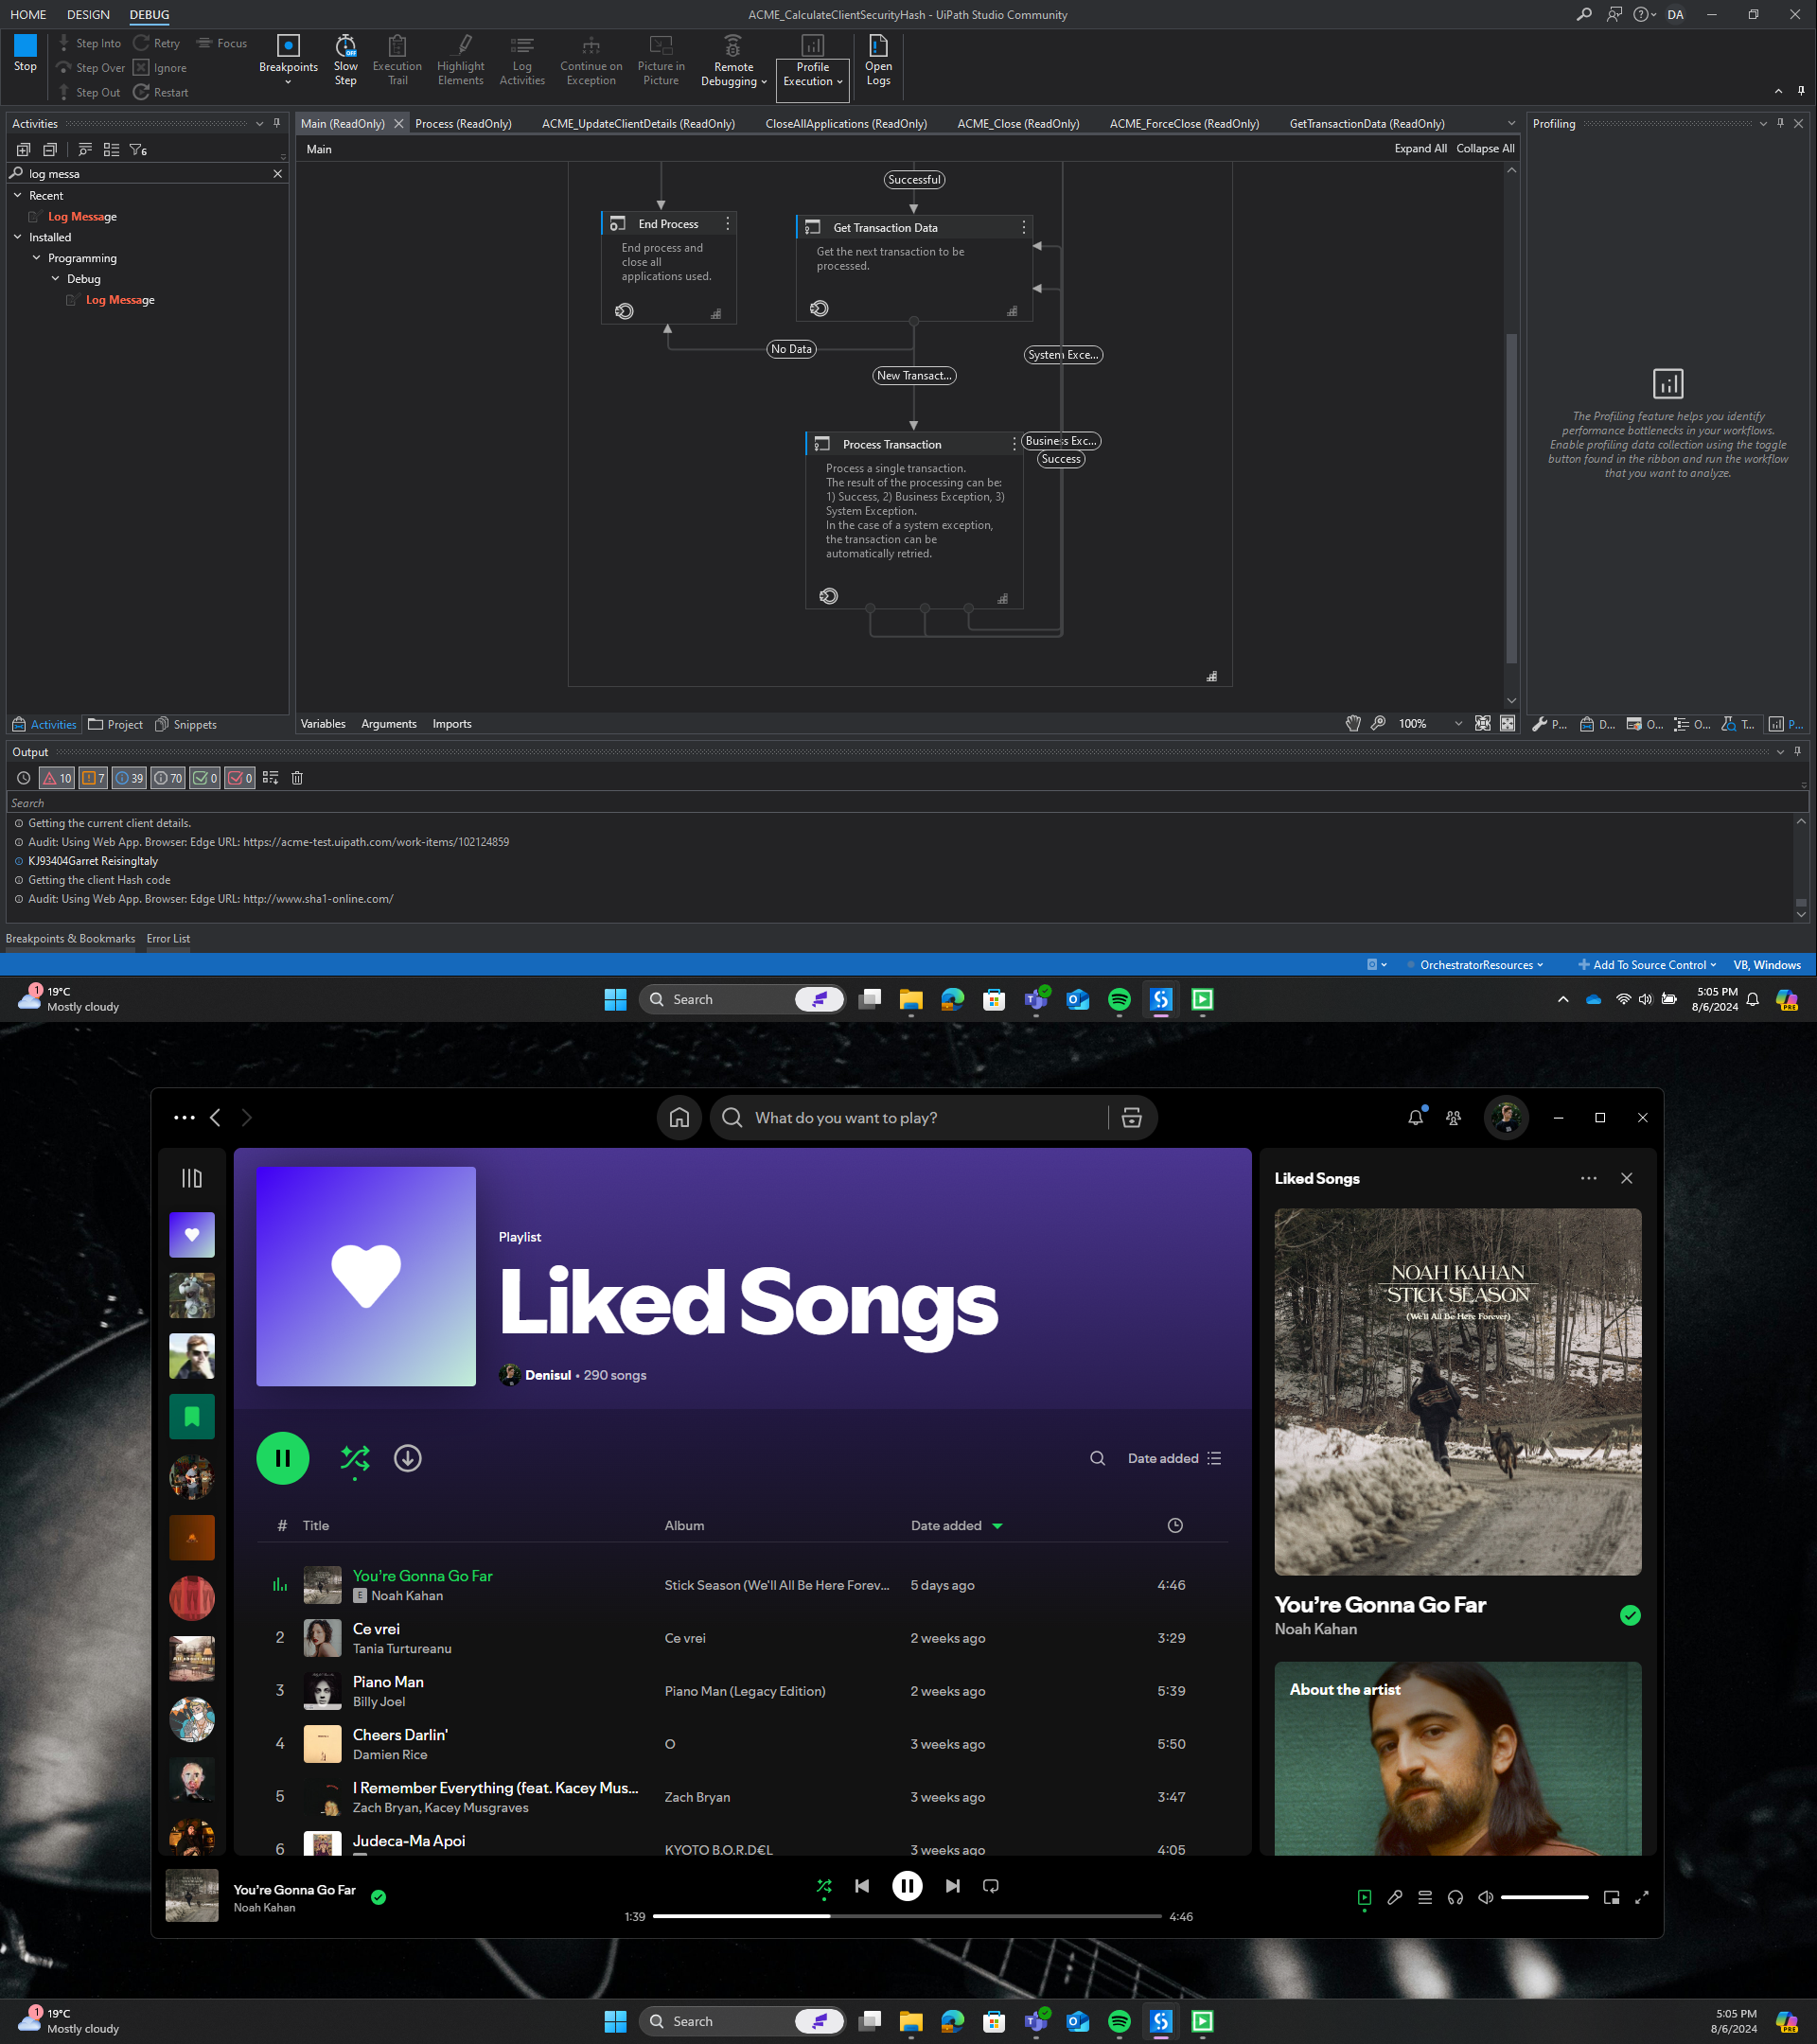 HOME DESIGN DEBUG ACME_CalculateClientSecurityHash - UiPath Studio Community DA
Stop
Step Into Retry Focus
Step Over Ignore
Step Out Restart
Breakpoints
Slow Step
Execution Trail
Highlight Elements
Log Activities
Continue on Exception
Picture in Picture
Remote Debugging
Profile Execution
Open Logs
Activities
log messa
Recent
Log Message
Installed
Programming
Debug
Log Message
Activities Project Snippets
Main (ReadOnly) Process (ReadOnly) ACME_UpdateClientDetails (ReadOnly) CloseAllApplications (ReadOnly) ACME_Close (ReadOnly) ACME_ForceClose (ReadOnly) GetTransactionData (ReadOnly)
Main Expand All Collapse All
Successful
End Process
End process and
close all
applications used.
Get Transaction Data
Get the next transaction to be
processed.
No Data
System Exce...
New Transact...
Process Transaction
Business Exc...
Success
Process a single transaction.
The result of the processing can be:
1) Success, 2) Business Exception, 3)
System Exception.
In the case of a system exception,
the transaction can be
automatically retried.
Variables Arguments Imports 100%
Profiling
The Profiling feature helps you identify
performance bottlenecks in your workflows.
Enable profiling data collection using the toggle
button found in the ribbon and run the workflow
that you want to analyze.
P... D... O... O... T... P...
Output
10 7 39 70 0 0
Search
Getting the current client details.
Audit: Using Web App. Browser: Edge URL: https://acme-test.uipath.com/work-items/102124859
KJ93404Garret ReisingItaly
Getting the client Hash code
Audit: Using Web App. Browser: Edge URL: http://www.sha1-online.com/
Breakpoints & Bookmarks Error List
OrchestratorResources Add To Source Control VB, Windows
1 19°C
Mostly cloudy
Search
5:05 PM
8/6/2024
PRE
What do you want to play?
Playlist
Liked Songs
Denisul • 290 songs
Date added
# Title Album Date added
You're Gonna Go Far
E Noah Kahan
Stick Season (We'll All Be Here Forev... 5 days ago 4:46
2 Ce vrei
Tania Turtureanu
Ce vrei 2 weeks ago 3:29
3 Piano Man
Billy Joel
Piano Man (Legacy Edition) 2 weeks ago 5:39
4 Cheers Darlin'
Damien Rice
O 3 weeks ago 5:50
5 I Remember Everything (feat. Kacey Mus...
Zach Bryan, Kacey Musgraves
Zach Bryan 3 weeks ago 3:47
6 Judeca-Ma Apoi
KYOTO B.O.R.D€L 3 weeks ago 4:05
Liked Songs
NOAH KAHAN
STICK SEASON
(We'll All Be Here Forever)
You're Gonna Go Far
Noah Kahan
About the artist
You're Gonna Go Far
Noah Kahan
1:39 4:46
1 19°C
Mostly cloudy
Search
5:05 PM
8/6/2024
PRE